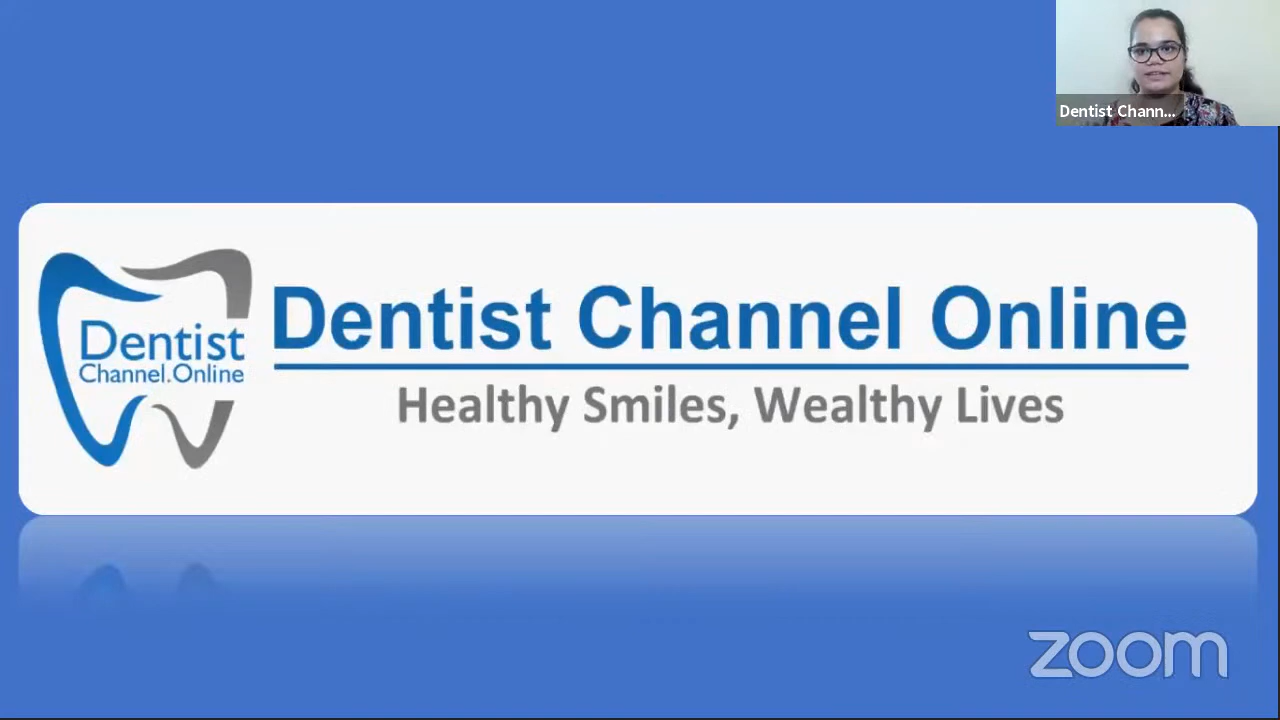 Dentist Chann...
Dentist
Channel.Online
Dentist Channel Online
Healthy Smiles, Wealthy Lives
zoom